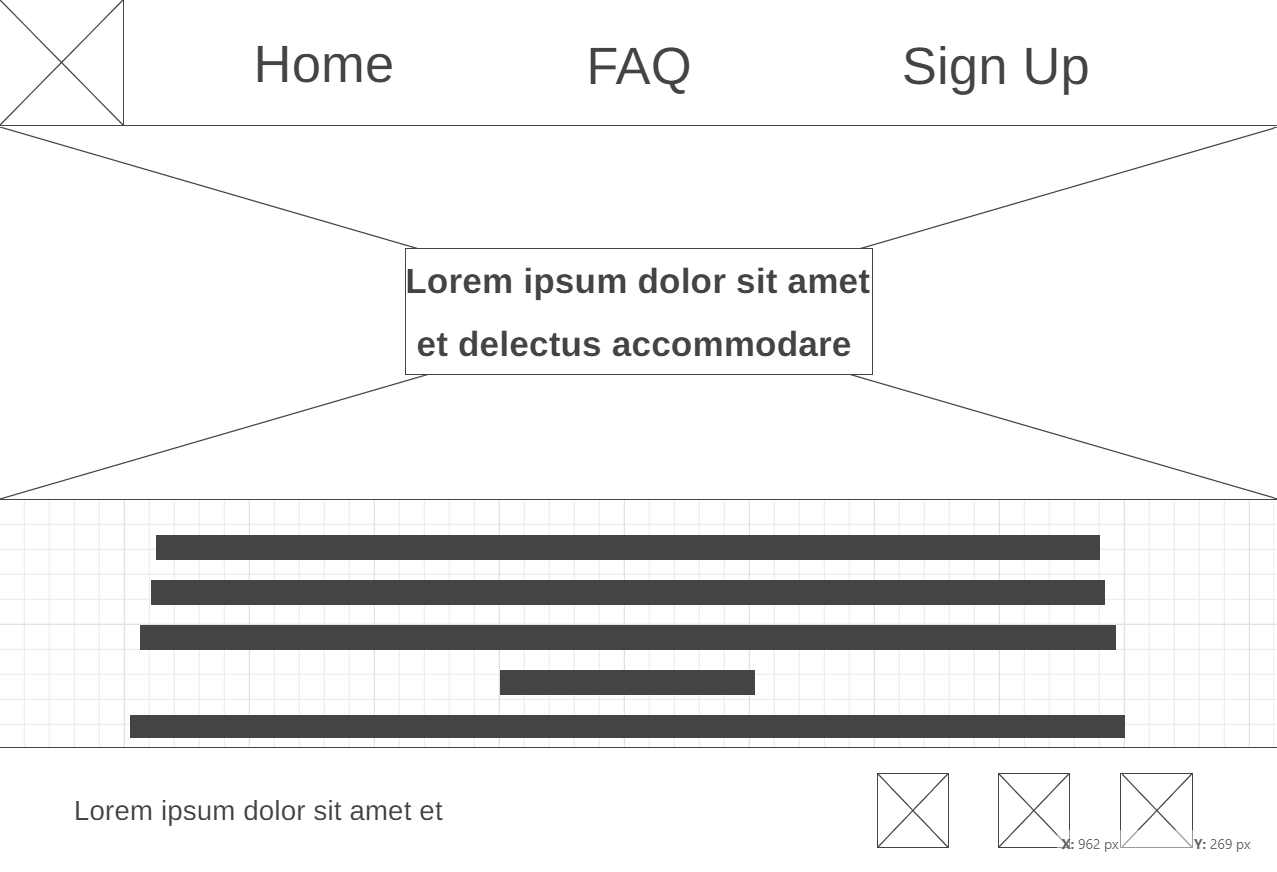 Home FAQ Sign Up
Lorem ipsum dolor sit amet
et delectus accommodare
Lorem ipsum dolor sit amet et
X: 962 px Y: 269 px